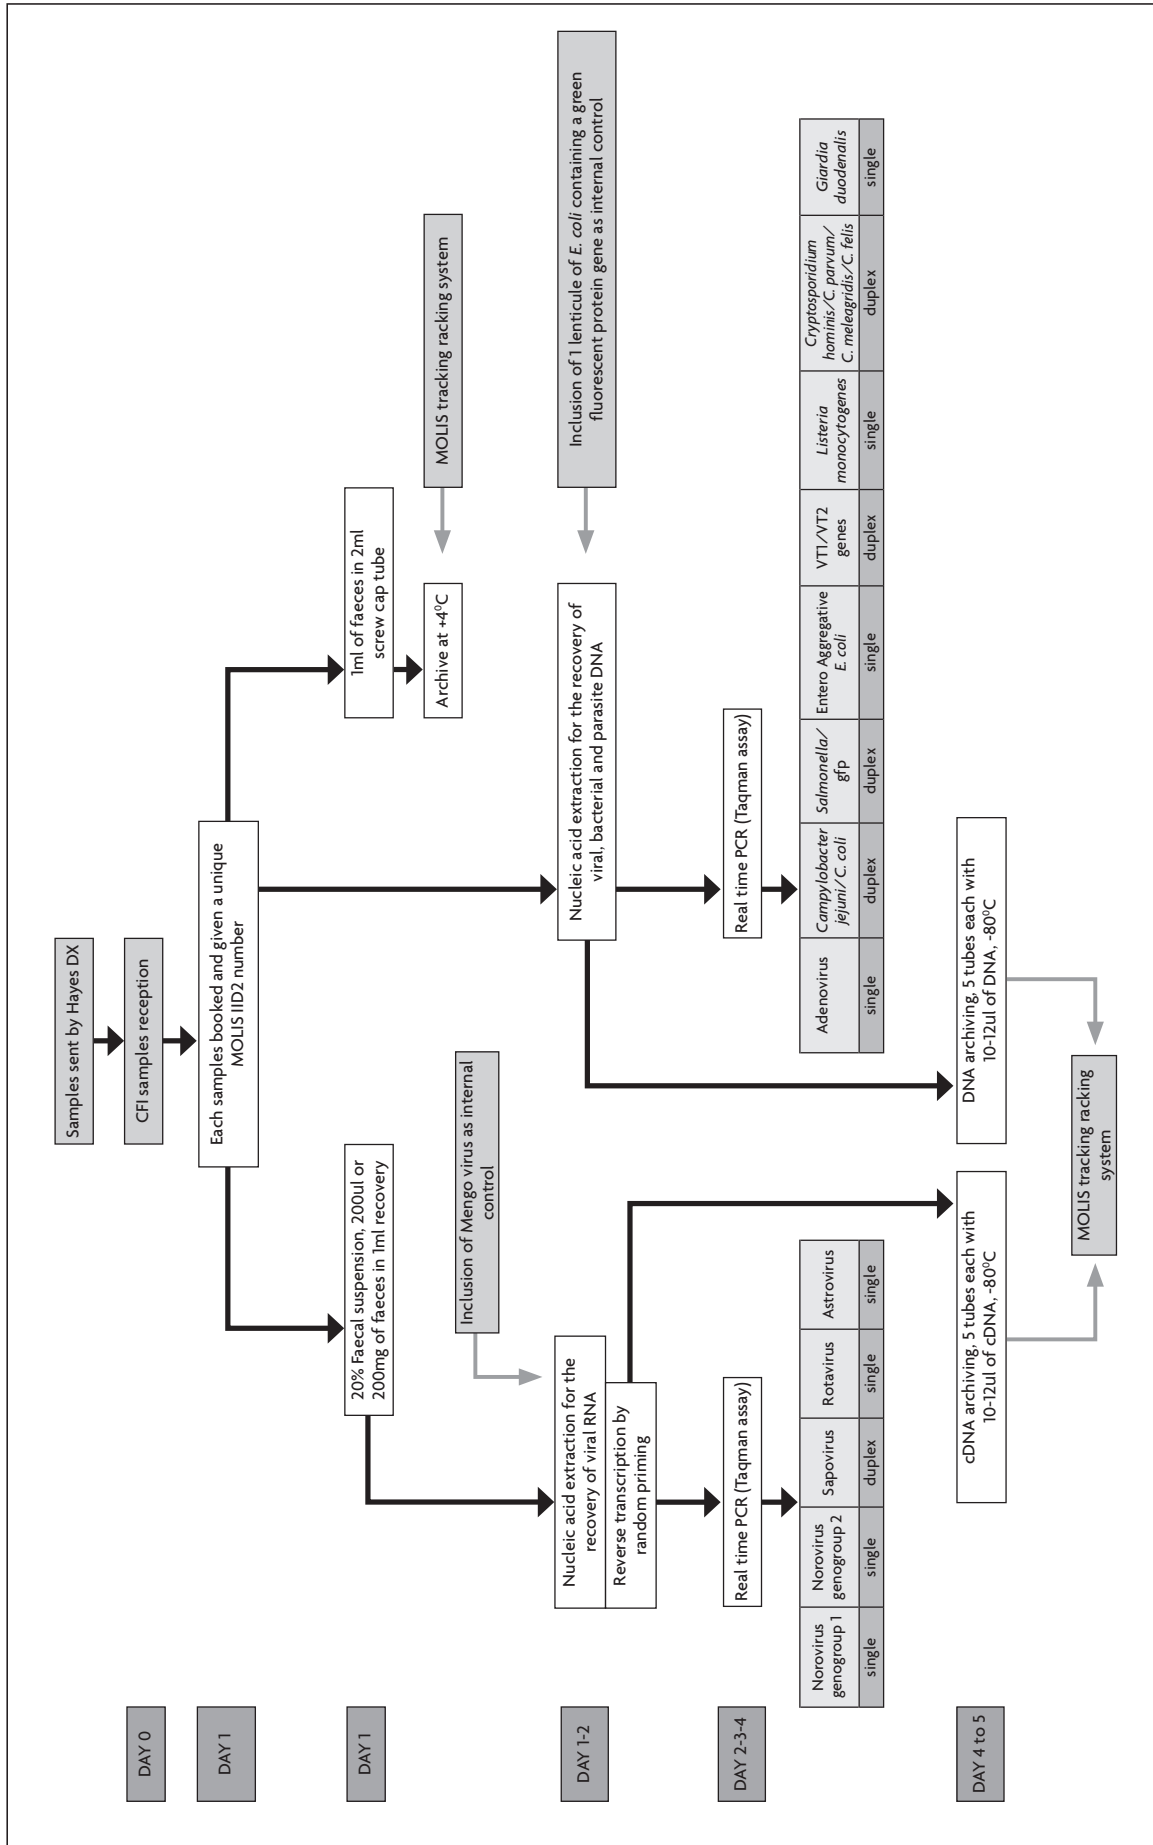 Samples sent by Hayes DX
DAY 0
CFI samples reception
DAY 1
Each samples booked and given a unique
MOLIS IID2 number
DAY 1
20% Faecal suspension, 200ul or
200mg of faeces in 1ml recovery
1ml of faeces in 2ml
screw cap tube
Archive at +4⁰C
MOLIS tracking racking system
Inclusion of Mengo virus as internal
control
DAY 1-2
Nucleic acid extraction for the
recovery of viral RNA
Reverse transcription by
random priming
Nucleic acid extraction for the recovery of
viral, bacterial and parasite DNA
Inclusion of 1 lenticule of E. coli containing a green
fluorescent protein gene as internal control
DAY 2-3-4
Real time PCR (Taqman assay)
Real time PCR (Taqman assay)
Norovirus
genogroup 1
single
Norovirus
genogroup 2
single
Sapovirus
duplex
Rotavirus
single
Astrovirus
single
Adenovirus
single
Campylobacter
jejuni/C. coli
duplex
Salmonella/
gfp
duplex
Entero Aggregative
E. coli
single
VT1/VT2
genes
duplex
Listeria
monocytogenes
single
Cryptosporidium
hominis/C. parvum/
C. meleagridis/C. felis
duplex
Giardia
duodenalis
single
DAY 4 to 5
cDNA archiving, 5 tubes each with
10-12ul of cDNA, -80⁰C
DNA archiving, 5 tubes each with
10-12ul of DNA, -80⁰C
MOLIS tracking racking
system